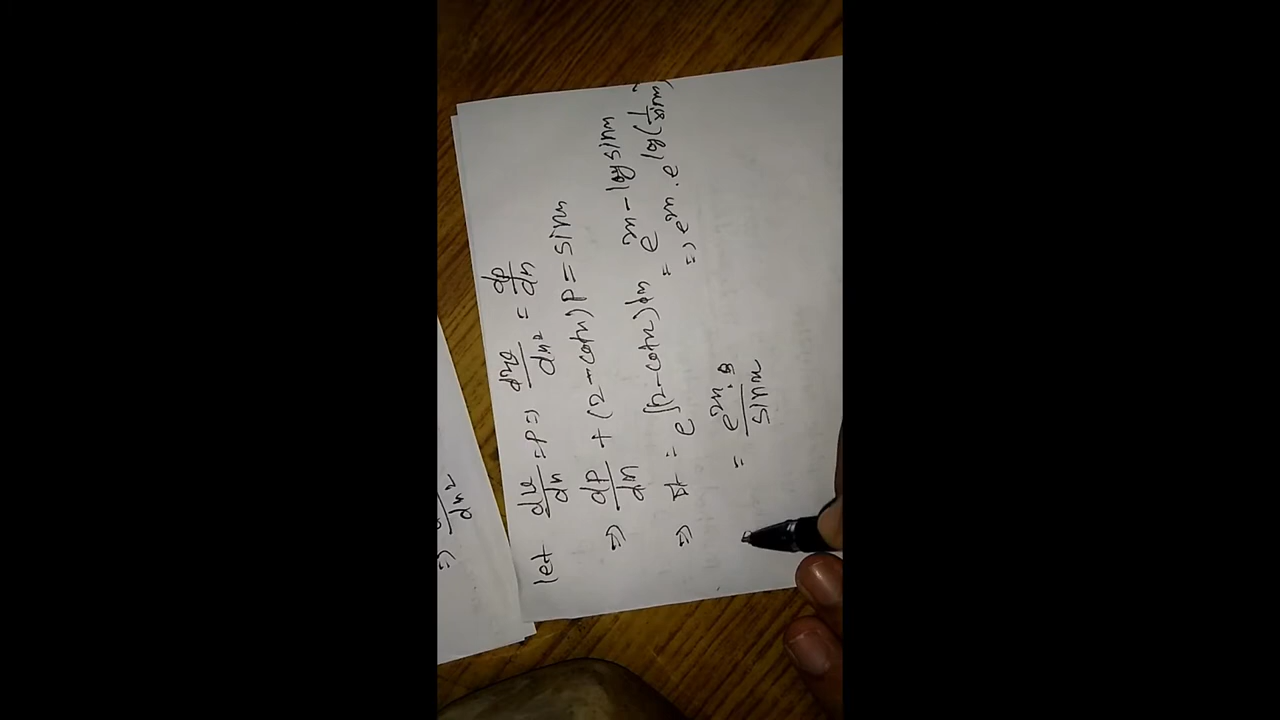 let du/dx = P ⇒ d²u/dx² = dp/dx
⇒ dp/dx + (2 - cotx) P = sinx
⇒ If = e^∫(2-cotx)dx = e^2x - log sinx
⇒ e^2x . e^log(1/sinx)
= e^2x / sinx
⇒
dx²